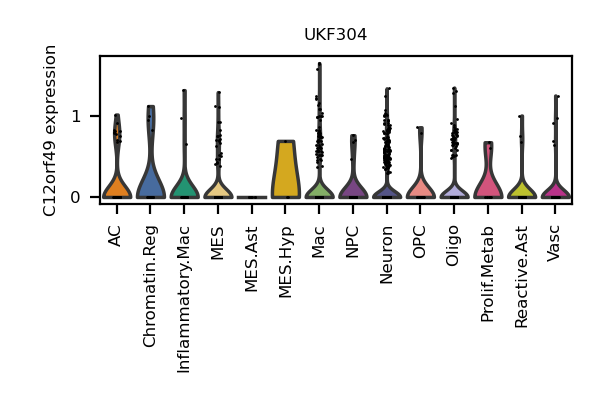 UKF304
C12orf49 expression
1
0
AC
Chromatin.Reg
Inflammatory.Mac
MES
MES.Ast
MES.Hyp
Mac
NPC
Neuron
OPC
Oligo
Prolif.Metab
Reactive.Ast
Vasc